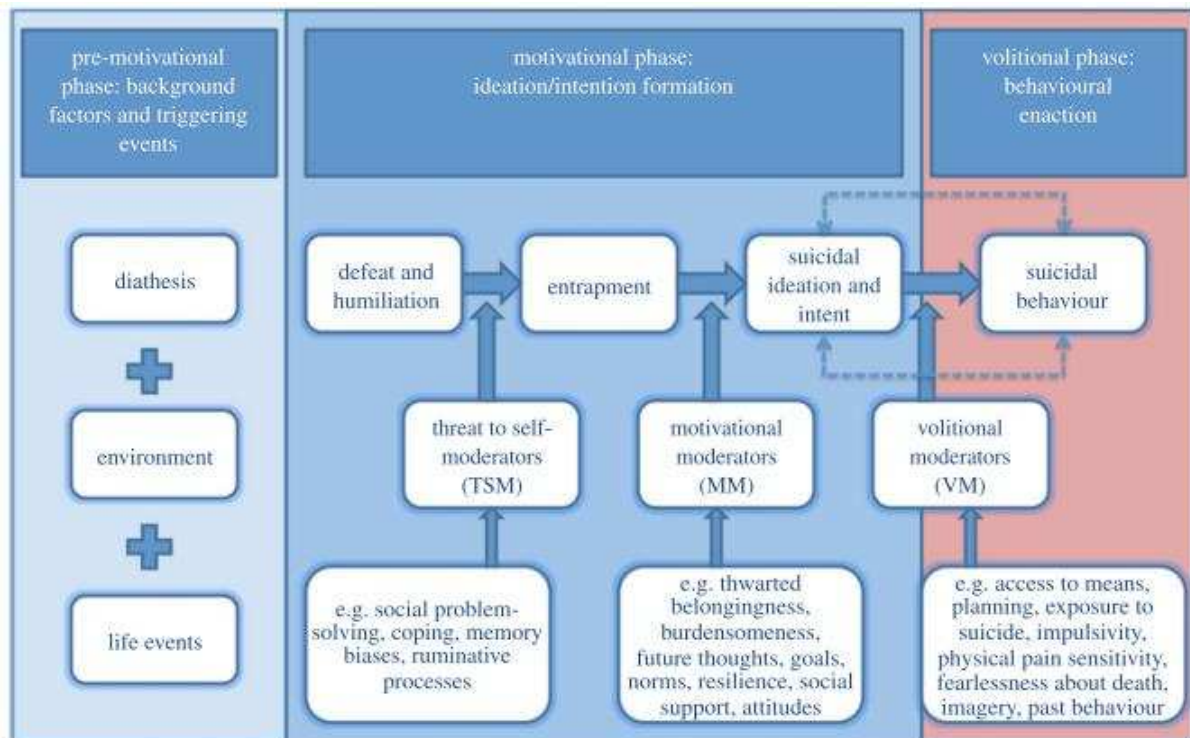 pre-motivational
phase: background
factors and triggering
events
motivational phase:
ideation/intention formation
volitional phase:
behavioural
enaction
diathesis
environment
life events
defeat and
humiliation
entrapment
suicidal
ideation and
intent
suicidal
behaviour
threat to self-
moderators
(TSM)
motivational
moderators
(MM)
volitional
moderators
(VM)
e.g. social problem-
solving, coping, memory
biases, ruminative
processes
e.g. thwarted
belongingness,
burdensomeness,
future thoughts, goals,
norms, resilience, social
support, attitudes
e.g. access to means,
planning, exposure to
suicide, impulsivity,
physical pain sensitivity,
fearlessness about death,
imagery, past behaviour